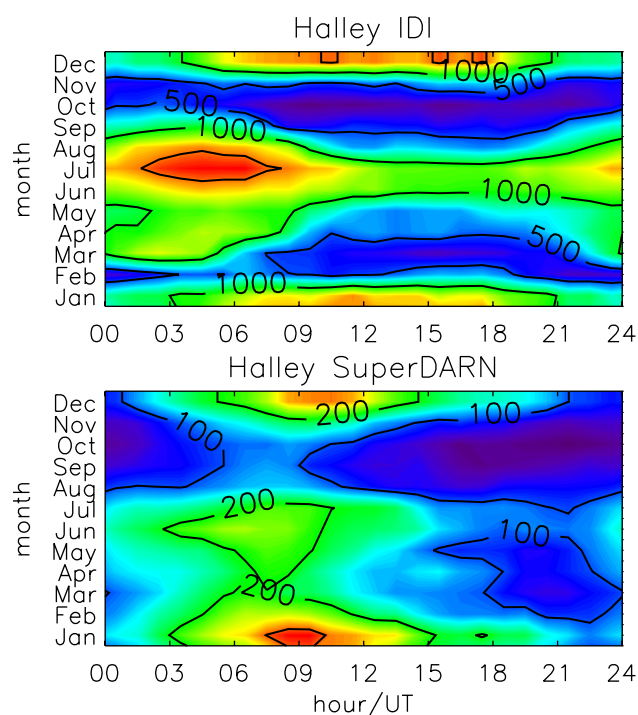 Halley IDI
month
Dec
Nov
Oct
Sep
Aug
Jul
Jun
May
Apr
Mar
Feb
Jan
1000
500
500
1000
1000
500
1000
00 03 06 09 12 15 18 21 24
Halley SuperDARN
month
Dec
Nov
Oct
Sep
Aug
Jul
Jun
May
Apr
Mar
Feb
Jan
200
100
100
200
100
200
00 03 06 09 12 15 18 21 24
hour/UT